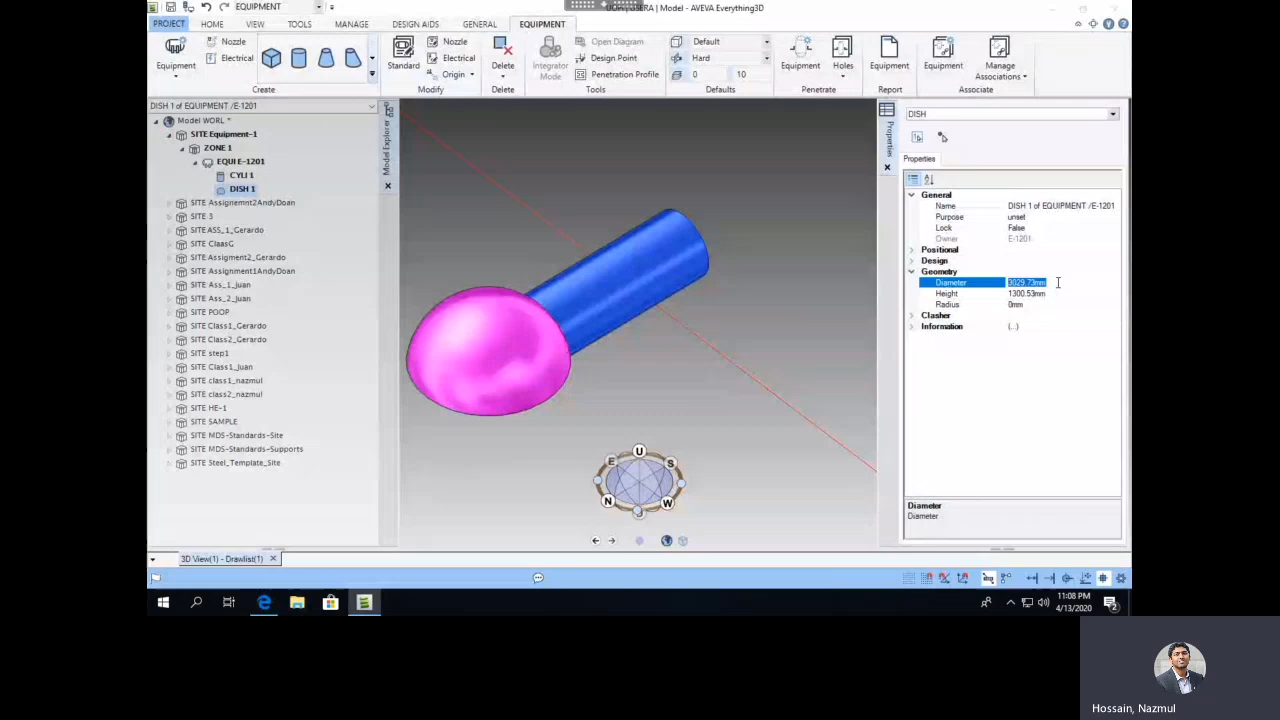 EQUIPMENT
Model - AVEVA Everything3D
PROJECT HOME VIEW TOOLS MANAGE DESIGN AIDS GENERAL EQUIPMENT
Equipment
Nozzle
Electrical
Create
Standard
Nozzle
Electrical
Origin
Modify
Delete
Delete
Integrator Mode
Open Diagram
Design Point
Penetration Profile
Tools
Default
Hard
0 10
Defaults
Equipment
Holes
Penetrate
Equipment
Report
Equipment
Manage Associations
Associate
DISH 1 of EQUIPMENT /E-1201
Model WORL *
SITE Equipment-1
ZONE 1
EQUI E-1201
CYLI 1
DISH 1
SITE Assignemnt2AndyDoan
SITE 3
SITE ASS_1_Gerardo
SITE ClaasG
SITE Assigment2_Gerardo
SITE Assignment1AndyDoan
SITE Ass_1_juan
SITE Ass_2_juan
SITE POOP
SITE Class1_Gerardo
SITE Class2_Gerardo
SITE step1
SITE Class1_Juan
SITE class1_nazmul
SITE class2_nazmul
SITE HE-1
SITE SAMPLE
SITE MDS-Standards-Site
SITE MDS-Standards-Supports
SITE Steel_Template_Site
Model Explorer
E U S
N W
Properties
DISH
Properties
General
Name DISH 1 of EQUIPMENT /E-1201
Purpose unset
Lock False
Owner E-1201
Positional
Design
Geometry
Diameter 3029.73mm
Height 1300.53mm
Radius 0mm
Clasher
Information (...)
Diameter
Diameter
3D View(1) - Drawlist(1)
11:08 PM
4/13/2020
2
Hossain, Nazmul